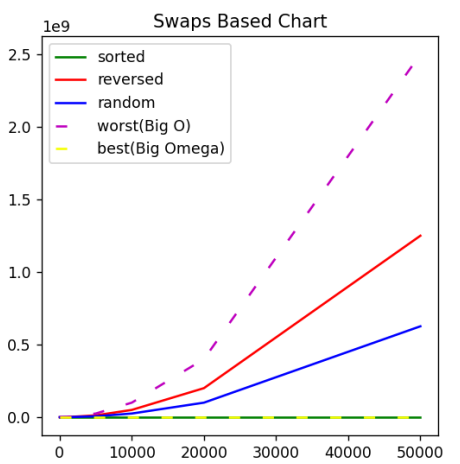 Swaps Based Chart
1e9
sorted
reversed
random
worst(Big O)
best(Big Omega)
2.5
2.0
1.5
1.0
0.5
0.0
0 10000 20000 30000 40000 50000